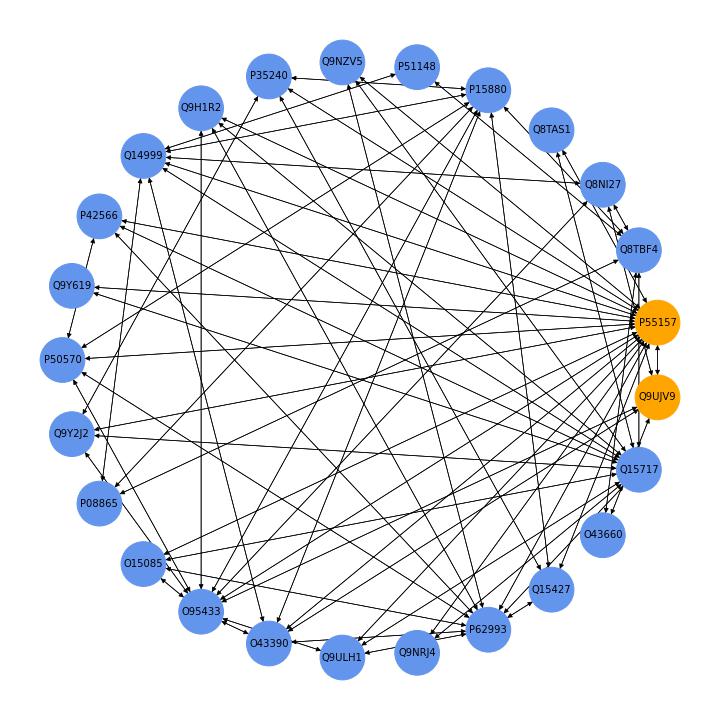 Q9NZV5
P51148
P35240
P15880
Q9H1R2
Q8TAS1
Q14999
Q8NI27
P42566
Q8TBF4
Q9Y619
P55157
P50570
Q9UJV9
Q9Y2J2
Q15717
P08865
O43660
O15085
Q15427
O95433
P62993
O43390
Q9NRJ4
Q9ULH1